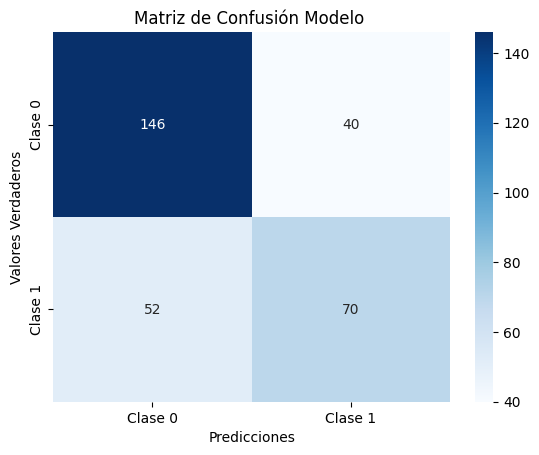 Matriz de Confusión Modelo
Valores Verdaderos
Clase 0
146
40
Clase 1
52
70
Clase 0
Clase 1
Predicciones
140
120
100
80
60
40